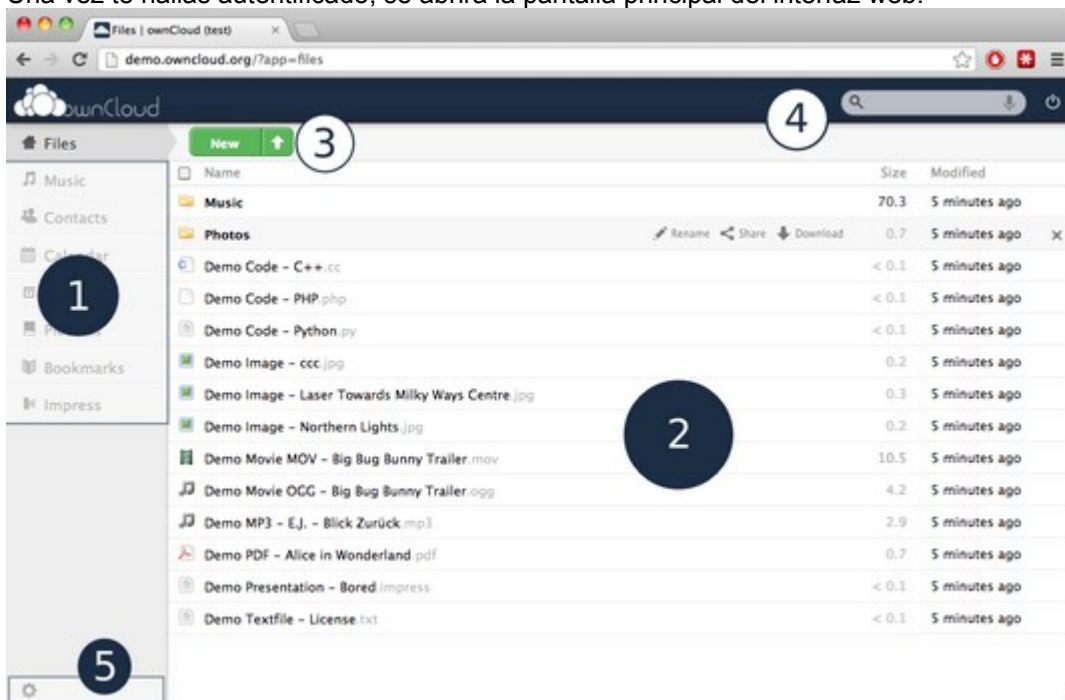 Una vez te hallas autentificado, se abrirá la pantalla principal del interfaz web:
Files | ownCloud (test)
demo.owncloud.org/?app=files
ownCloud
4
Files
New
3
Name Size Modified
Music
Music 70.3 5 minutes ago
Contacts
Photos Rename Share Download 0.7 5 minutes ago
Calendar
Demo Code - C++.cc < 0.1 5 minutes ago
1
Demo Code - PHP.php < 0.1 5 minutes ago
Demo Code - Python.py < 0.1 5 minutes ago
Bookmarks
Demo Image - ccc.jpg 0.2 5 minutes ago
Impress
Demo Image - Laser Towards Milky Ways Centre.jpg 0.3 5 minutes ago
Demo Image - Northern Lights.jpg 0.2 5 minutes ago
2
Demo Movie MOV - Big Bug Bunny Trailer.mov 10.5 5 minutes ago
Demo Movie OGG - Big Bug Bunny Trailer.ogg 4.2 5 minutes ago
Demo MP3 - E.J. - Blick Zurück.mp3 2.9 5 minutes ago
Demo PDF - Alice in Wonderland.pdf 0.7 5 minutes ago
Demo Presentation - Bored.impress < 0.1 5 minutes ago
Demo Textfile - License.txt < 0.1 5 minutes ago
5